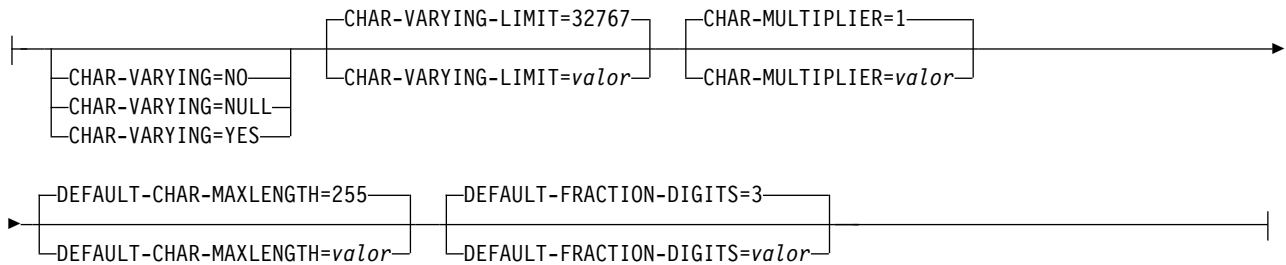 CHAR-VARYING-LIMIT=32767 CHAR-MULTIPLIER=1
CHAR-VARYING=NO CHAR-VARYING-LIMIT=valor CHAR-MULTIPLIER=valor
CHAR-VARYING=NULL
CHAR-VARYING=YES
DEFAULT-CHAR-MAXLENGTH=255 DEFAULT-FRACTION-DIGITS=3
DEFAULT-CHAR-MAXLENGTH=valor DEFAULT-FRACTION-DIGITS=valor